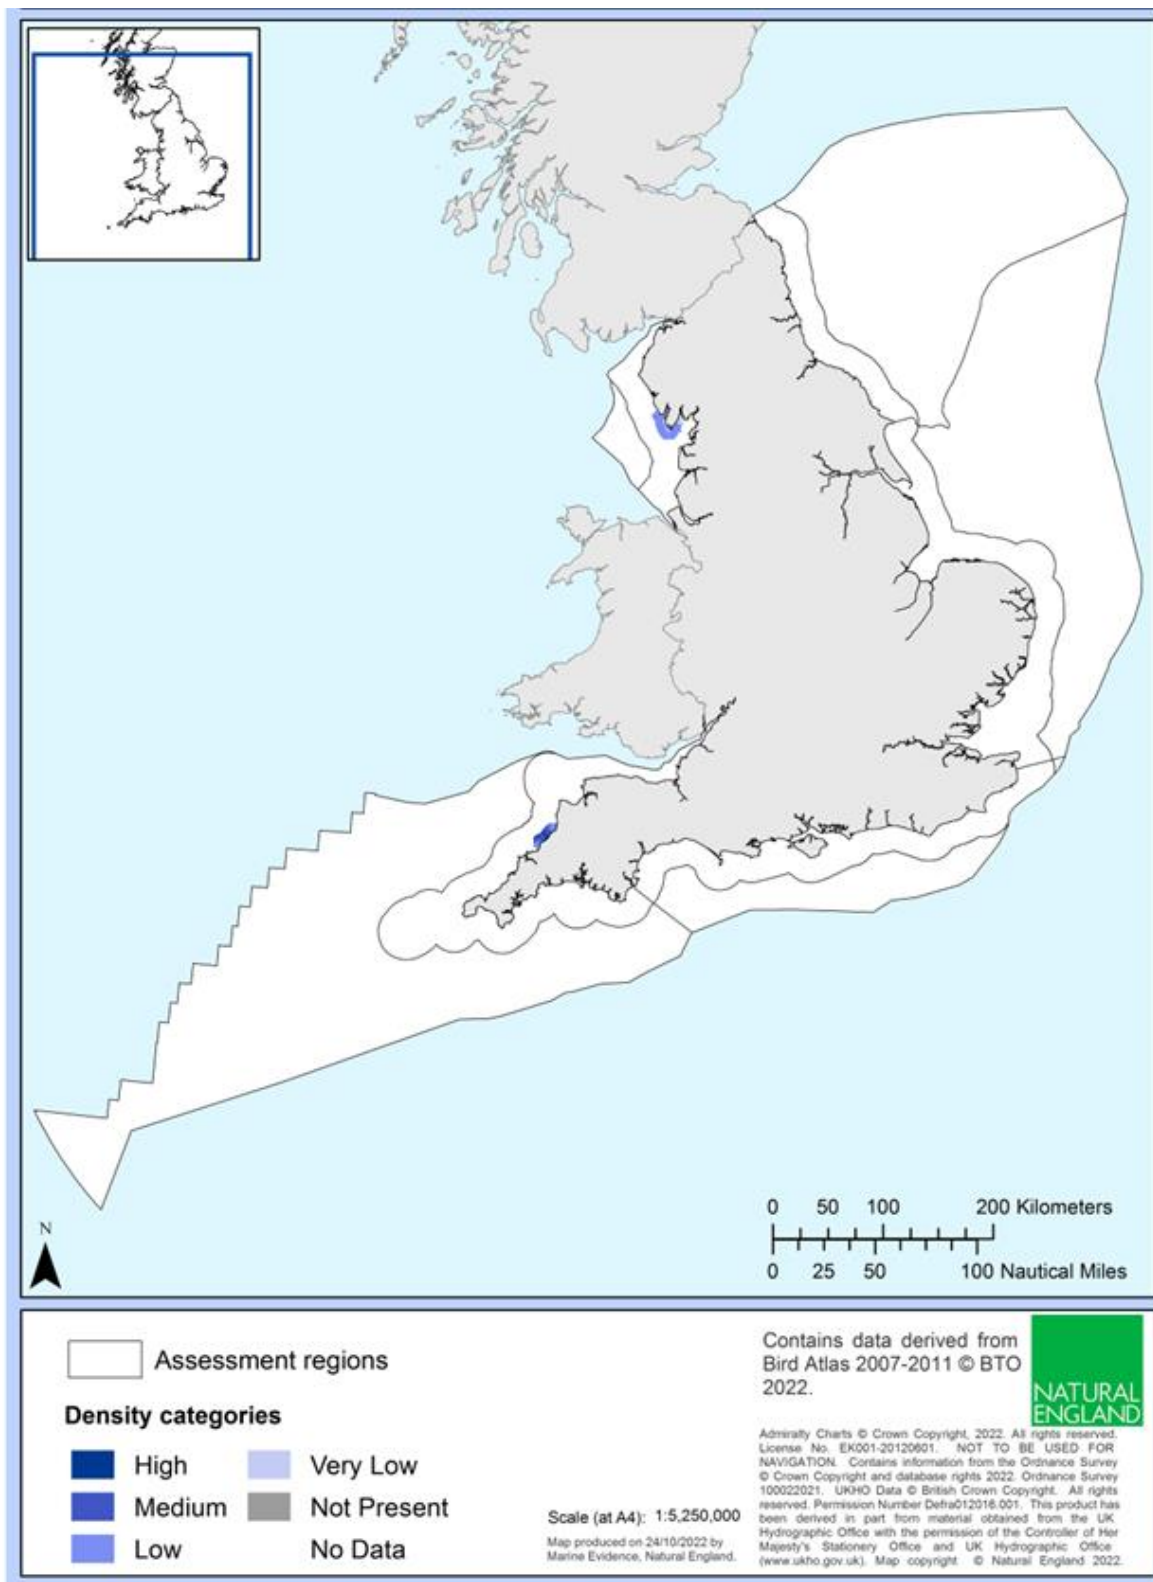 N
0 50 100 200 Kilometers
0 25 50 100 Nautical Miles
Assessment regions
Density categories
High
Medium
Low
Very Low
Not Present
No Data
Scale (at A4): 1:5,250,000
Map produced on 24/10/2022 by
Marine Evidence, Natural England.
Contains data derived from
Bird Atlas 2007-2011 © BTO
2022.
NATURAL
ENGLAND
Admiralty Charts © Crown Copyright, 2022. All rights reserved.
License No. EK001-20120601. NOT TO BE USED FOR
NAVIGATION. Contains information from the Ordnance Survey
© Crown Copyright and database rights 2022. Ordnance Survey
100022021. UKHO Data © British Crown Copyright. All rights
reserved. Permission Number Defra012016.001. This product has
been derived in part from material obtained from the UK
Hydrographic Office with the permission of the Controller of Her
Majesty's Stationery Office and UK Hydrographic Office
(www.ukho.gov.uk). Map copyright © Natural England 2022.